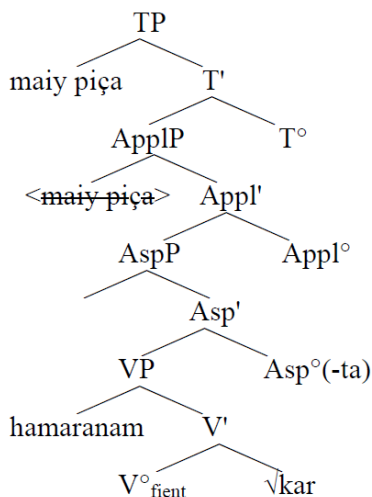 TP
maiy piça T'
ApplP T°
<maiy piça> Appl'
AspP Appl°
Asp'
VP Asp°(-ta)
hamaranam V'
V°fient √kar